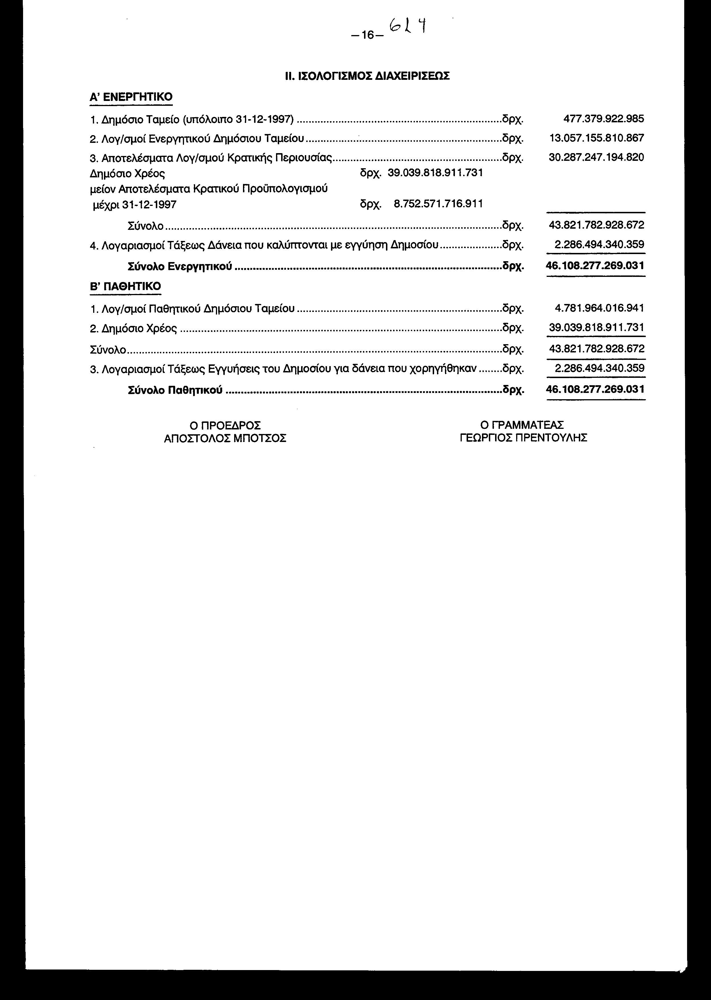 –16– 614
II. ΙΣΟΛΟΓΙΣΜΟΣ ΔΙΑΧΕΙΡΙΣΕΩΣ
Α’ ΕΝΕΡΓΗΤΙΚΟ
1. Δημόσιο Ταμείο (υπόλοιπο 31-12-1997) ..... δρχ. 477.379.922.985
2. Λογ/σμοί Ενεργητικού Δημόσιου Ταμείου ..... δρχ. 13.057.155.810.867
3. Αποτελέσματα Λογ/σμού Κρατικής Περιουσίας ..... δρχ. 30.287.247.194.820
Δημόσιο Χρέος δρχ. 39.039.818.911.731
μείον Αποτελέσματα Κρατικού Προϋπολογισμού
μέχρι 31-12-1997 δρχ. 8.752.571.716.911
Σύνολο ..... δρχ. 43.821.782.928.672
4. Λογαριασμοί Τάξεως Δάνεια που καλύπτονται με εγγύηση Δημοσίου ..... δρχ. 2.286.494.340.359
Σύνολο Ενεργητικού ..... δρχ. 46.108.277.269.031
Β’ ΠΑΘΗΤΙΚΟ
1. Λογ/σμοί Παθητικού Δημόσιου Ταμείου ..... δρχ. 4.781.964.016.941
2. Δημόσιο Χρέος ..... δρχ. 39.039.818.911.731
Σύνολο ..... δρχ. 43.821.782.928.672
3. Λογαριασμοί Τάξεως Εγγυήσεις του Δημοσίου για δάνεια που χορηγήθηκαν ..... δρχ. 2.286.494.340.359
Σύνολο Παθητικού ..... δρχ. 46.108.277.269.031
Ο ΠΡΟΕΔΡΟΣ Ο ΓΡΑΜΜΑΤΕΑΣ
ΑΠΟΣΤΟΛΟΣ ΜΠΟΤΣΟΣ ΓΕΩΡΓΙΟΣ ΠΡΕΝΤΟΥΛΗΣ